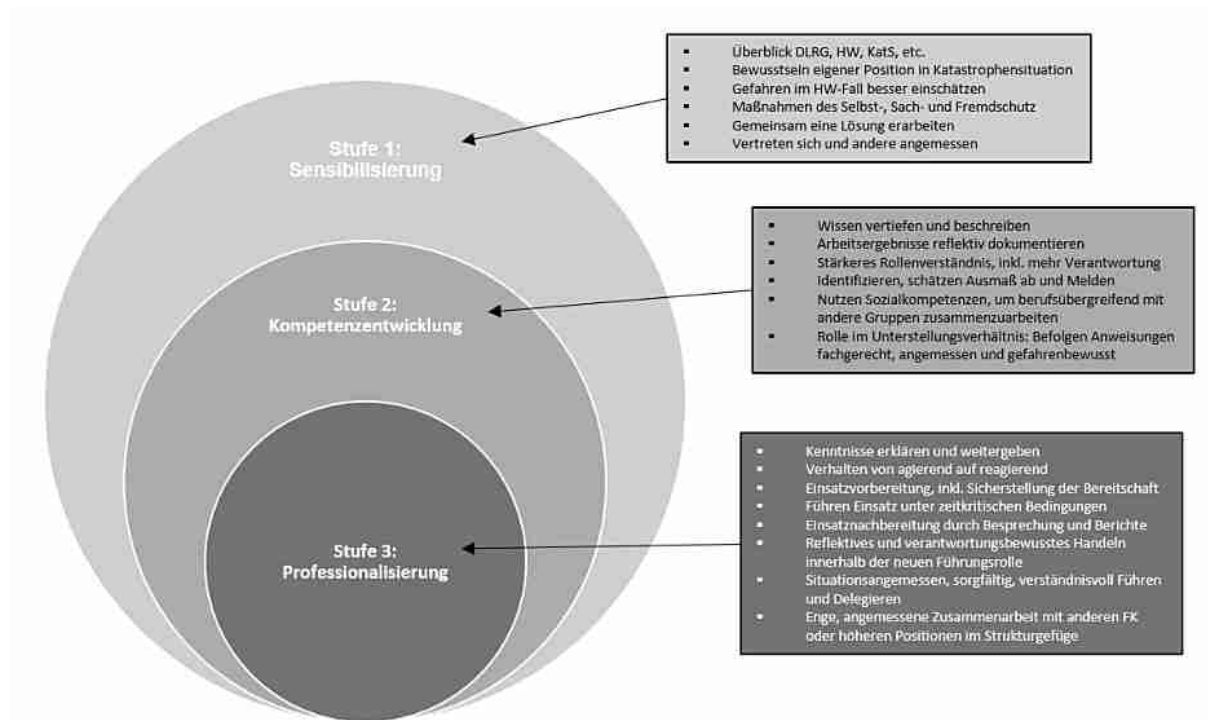 Stufe 1:
Sensibilisierung
▪ Überblick DLRG, HW, KatS, etc.
▪ Bewusstsein eigener Position in Katastrophensituation
▪ Gefahren im HW-Fall besser einschätzen
▪ Maßnahmen des Selbst-, Sach- und Fremdschutz
▪ Gemeinsam eine Lösung erarbeiten
▪ Vertreten sich und andere angemessen
Stufe 2:
Kompetenzentwicklung
▪ Wissen vertiefen und beschreiben
▪ Arbeitsergebnisse reflektiv dokumentieren
▪ Stärkeres Rollenverständnis, inkl. mehr Verantwortung
▪ Identifizieren, schätzen Ausmaß ab und Melden
▪ Nutzen Sozialkompetenzen, um berufsübergreifend mit
andere Gruppen zusammenzuarbeiten
▪ Rolle im Unterstellungsverhältnis: Befolgen Anweisungen
fachgerecht, angemessen und gefahrenbewusst
Stufe 3:
Professionalisierung
▪ Kenntnisse erklären und weitergeben
▪ Verhalten von agierend auf reagierend
▪ Einsatzvorbereitung, inkl. Sicherstellung der Bereitschaft
▪ Führen Einsatz unter zeitkritischen Bedingungen
▪ Einsatznachbereitung durch Besprechung und Berichte
▪ Reflektives und verantwortungsbewusstes Handeln
innerhalb der neuen Führungsrolle
▪ Situationsangemessen, sorgfältig, verständnisvoll Führen
und Delegieren
▪ Enge, angemessene Zusammenarbeit mit anderen FK
oder höheren Positionen im Strukturgefüge